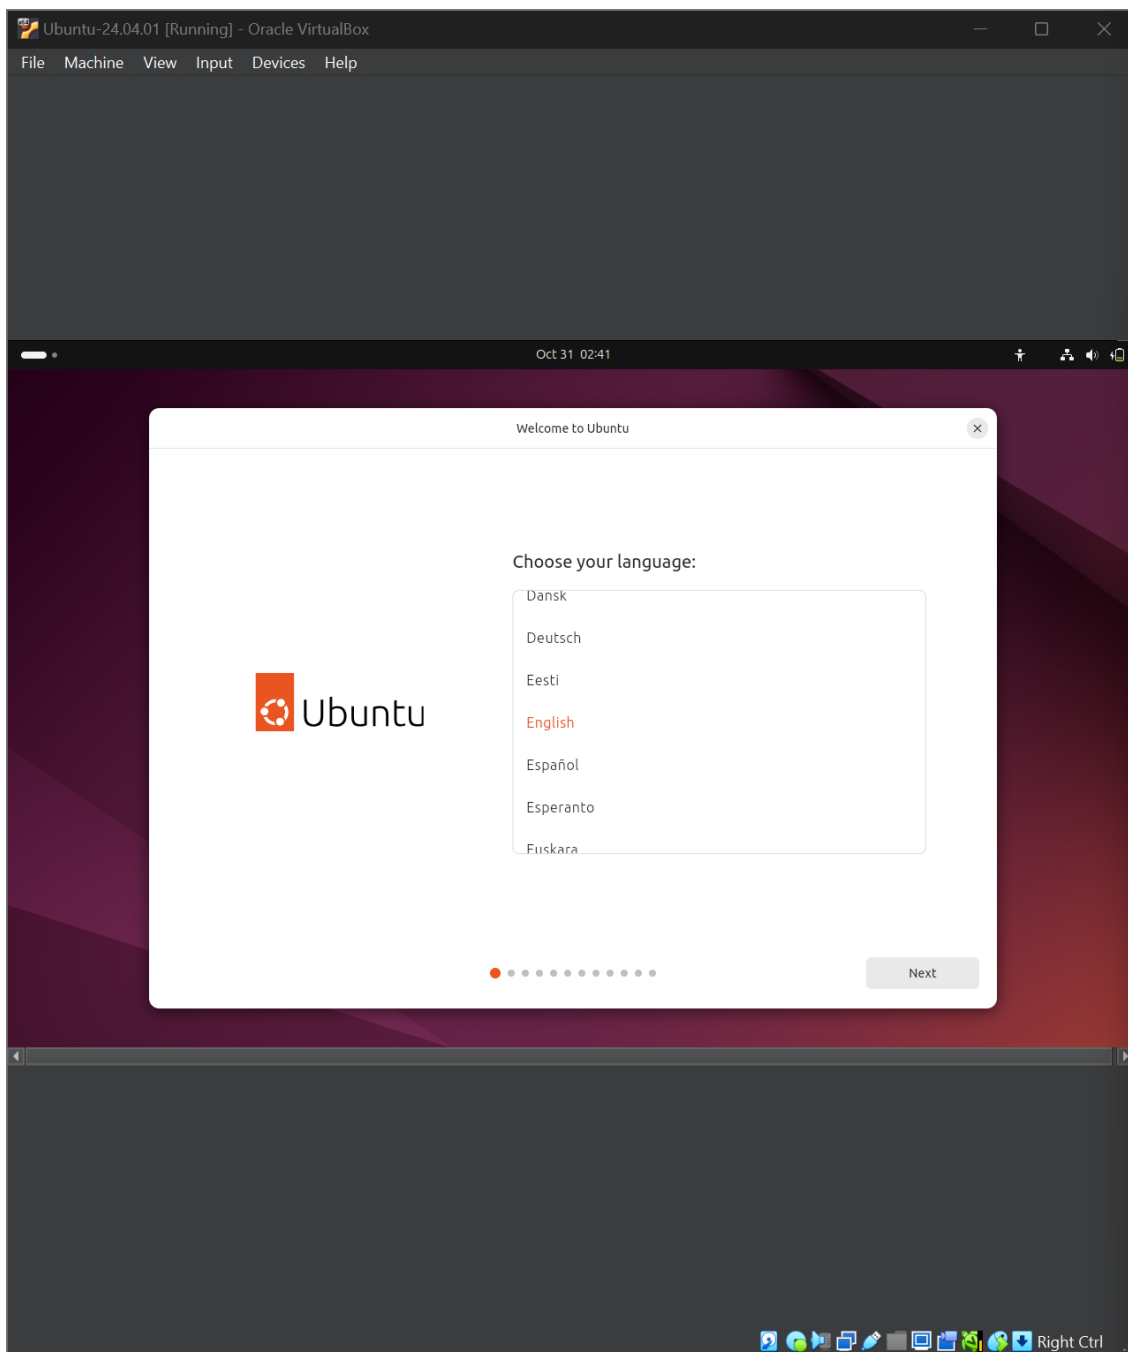 Ubuntu-24.04.01 [Running] - Oracle VirtualBox
File Machine View Input Devices Help
Oct 31 02:41
Welcome to Ubuntu
Choose your language:
Dansk
Deutsch
Eesti
English
Español
Esperanto
Euskara
Ubuntu
Next
Right Ctrl